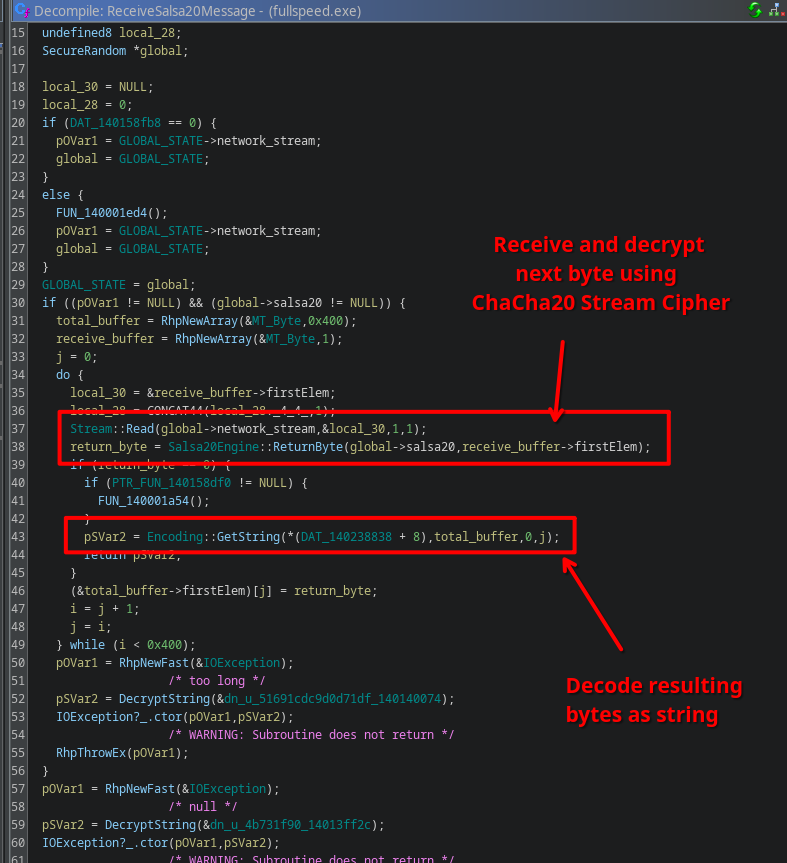 Decompile: ReceiveSalsa20Message - (fullspeed.exe)
15 undefined8 local_28;
16 SecureRandom *global;
17
18 local_30 = NULL;
19 local_28 = 0;
20 if (DAT_140158fb8 == 0) {
21 pOVar1 = GLOBAL_STATE->network_stream;
22 global = GLOBAL_STATE;
23 }
24 else {
25 FUN_140001ed4();
26 pOVar1 = GLOBAL_STATE->network_stream;
27 global = GLOBAL_STATE;
28 }
29 GLOBAL_STATE = global;
30 if ((pOVar1 != NULL) && (global->salsa20 != NULL)) {
31 total_buffer = RhpNewArray(&MT_Byte,0x400);
32 receive_buffer = RhpNewArray(&MT_Byte,1);
33 j = 0;
34 do {
35 local_30 = &receive_buffer->firstElem;
36 local_28 = CONCAT44(local_28._4_4_,1);
37 Stream::Read(global->network_stream,&local_30,1,1);
38 return_byte = Salsa20Engine::ReturnByte(global->salsa20,receive_buffer->firstElem);
39 if (return_byte == 0) {
40 if (PTR_FUN_140158df0 != NULL) {
41 FUN_140001a54();
42 }
43 pSVar2 = Encoding::GetString(*(DAT_140238838 + 8),total_buffer,0,j);
44 return pSVar2;
45 }
46 (&total_buffer->firstElem)[j] = return_byte;
47 i = j + 1;
48 j = i;
49 } while (i < 0x400);
50 pOVar1 = RhpNewFast(&IOException);
51 /* too long */
52 pSVar2 = DecryptString(&dn_u_51691cdc9d0d71df_140140074);
53 IOException?_.ctor(pOVar1,pSVar2);
54 /* WARNING: Subroutine does not return */
55 RhpThrowEx(pOVar1);
56 }
57 pOVar1 = RhpNewFast(&IOException);
58 /* null */
59 pSVar2 = DecryptString(&dn_u_4b731f90_14013ff2c);
60 IOException?_.ctor(pOVar1,pSVar2);
61 /* WARNING: Subroutine does not return */
Receive and decrypt
next byte using
ChaCha20 Stream Cipher
Decode resulting
bytes as string